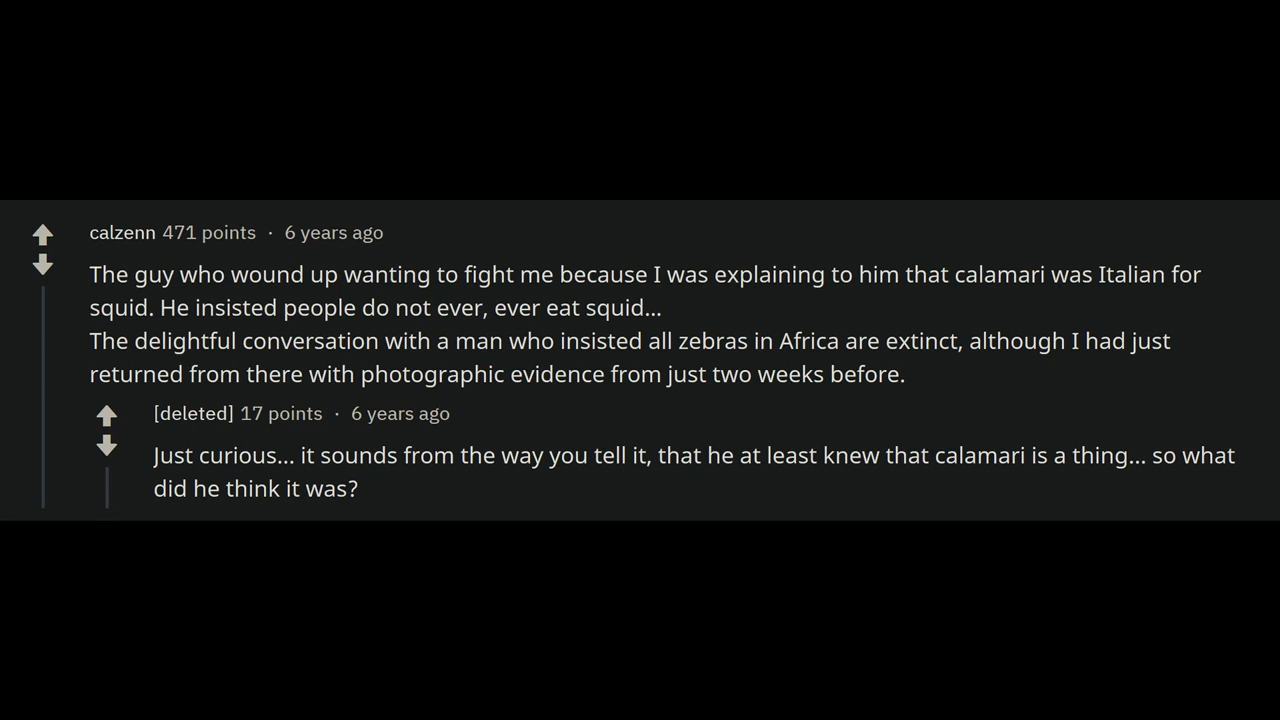 calzenn 471 points · 6 years ago
The guy who wound up wanting to fight me because I was explaining to him that calamari was Italian for
squid. He insisted people do not ever, ever eat squid...
The delightful conversation with a man who insisted all zebras in Africa are extinct, although I had just
returned from there with photographic evidence from just two weeks before.
[deleted] 17 points · 6 years ago
Just curious... it sounds from the way you tell it, that he at least knew that calamari is a thing... so what
did he think it was?